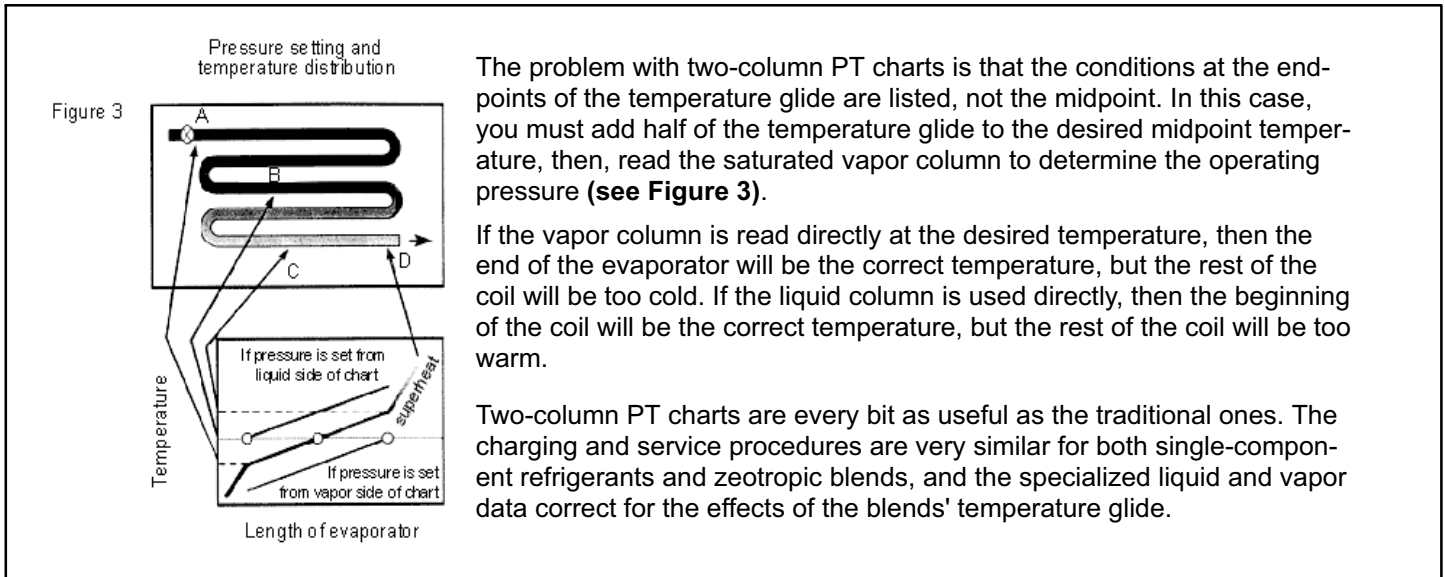 Pressure setting and
temperature distribution
Figure 3
A
B
C
D
If pressure is set from
liquid side of chart
superheat
Temperature
If pressure is set
from vapor side of chart
Length of evaporator
The problem with two-column PT charts is that the conditions at the end-
points of the temperature glide are listed, not the midpoint. In this case,
you must add half of the temperature glide to the desired midpoint temper-
ature, then, read the saturated vapor column to determine the operating
pressure (see Figure 3).
If the vapor column is read directly at the desired temperature, then the
end of the evaporator will be the correct temperature, but the rest of the
coil will be too cold. If the liquid column is used directly, then the beginning
of the coil will be the correct temperature, but the rest of the coil will be too
warm.
Two-column PT charts are every bit as useful as the traditional ones. The
charging and service procedures are very similar for both single-compon-
ent refrigerants and zeotropic blends, and the specialized liquid and vapor
data correct for the effects of the blends' temperature glide.